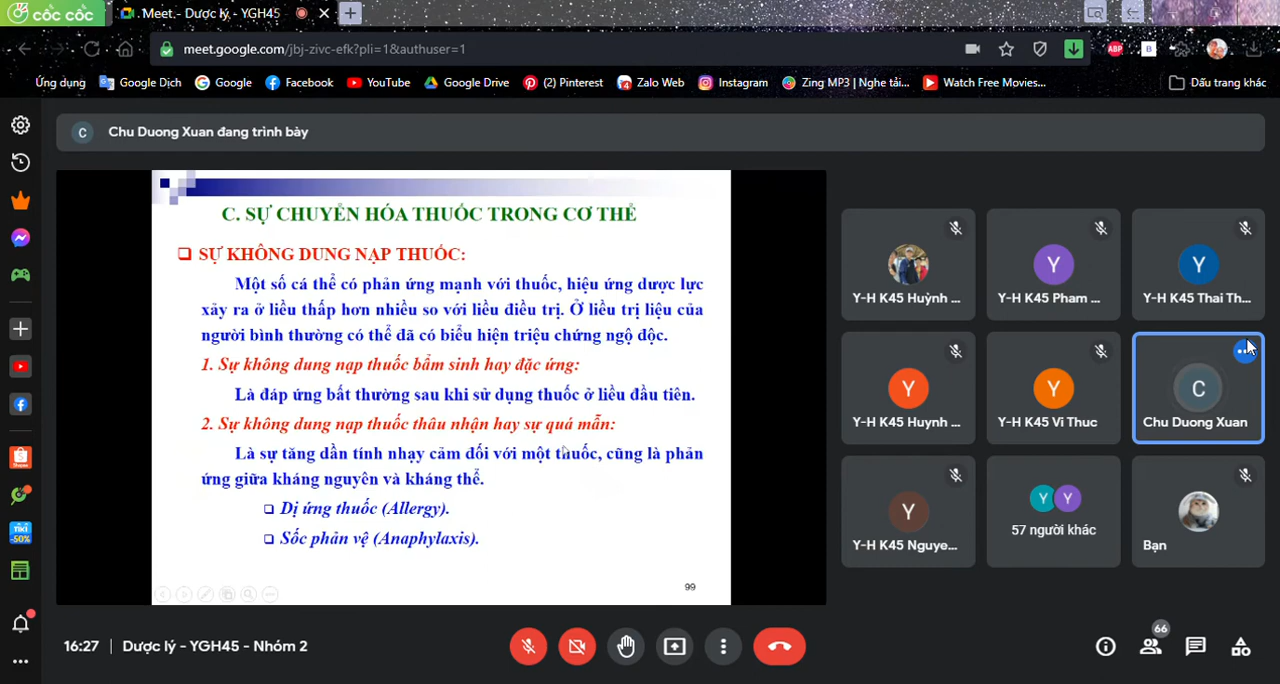 cốc cốc
Meet - Dược lý - YGH45
meet.google.com/jbj-zivc-efk?pli=1&authuser=1
ABP
B
Ứng dụng Google Dịch Google Facebook YouTube Google Drive (2) Pinterest Zalo Web Instagram Zing MP3 | Nghe tải... Watch Free Movies... Dấu trang khác
C Chu Duong Xuan đang trình bày
C. SỰ CHUYỂN HÓA THUỐC TRONG CƠ THỂ
SỰ KHÔNG DUNG NẠP THUỐC:
Một số cá thể có phản ứng mạnh với thuốc, hiệu ứng dược lực
xảy ra ở liều thấp hơn nhiều so với liều điều trị. Ở liều trị liệu của
người bình thường có thể đã có biểu hiện triệu chứng ngộ độc.
1. Sự không dung nạp thuốc bẩm sinh hay đặc ứng:
Là đáp ứng bất thường sau khi sử dụng thuốc ở liều đầu tiên.
2. Sự không dung nạp thuốc thâu nhận hay sự quá mẫn:
Là sự tăng dần tính nhạy cảm đối với một thuốc, cũng là phản
ứng giữa kháng nguyên và kháng thể.
Dị ứng thuốc (Allergy).
Sốc phản vệ (Anaphylaxis).
99
Y-H K45 Huỳnh ...
Y
Y-H K45 Pham ...
Y
Y-H K45 Thai Th...
Y
Y-H K45 Huynh ...
Y
Y-H K45 Vi Thuc
C
Chu Duong Xuan
Y
Y-H K45 Nguye...
Y Y
57 người khác
Bạn
Shopee
TIKI
-50%
16:27 | Dược lý - YGH45 - Nhóm 2
66